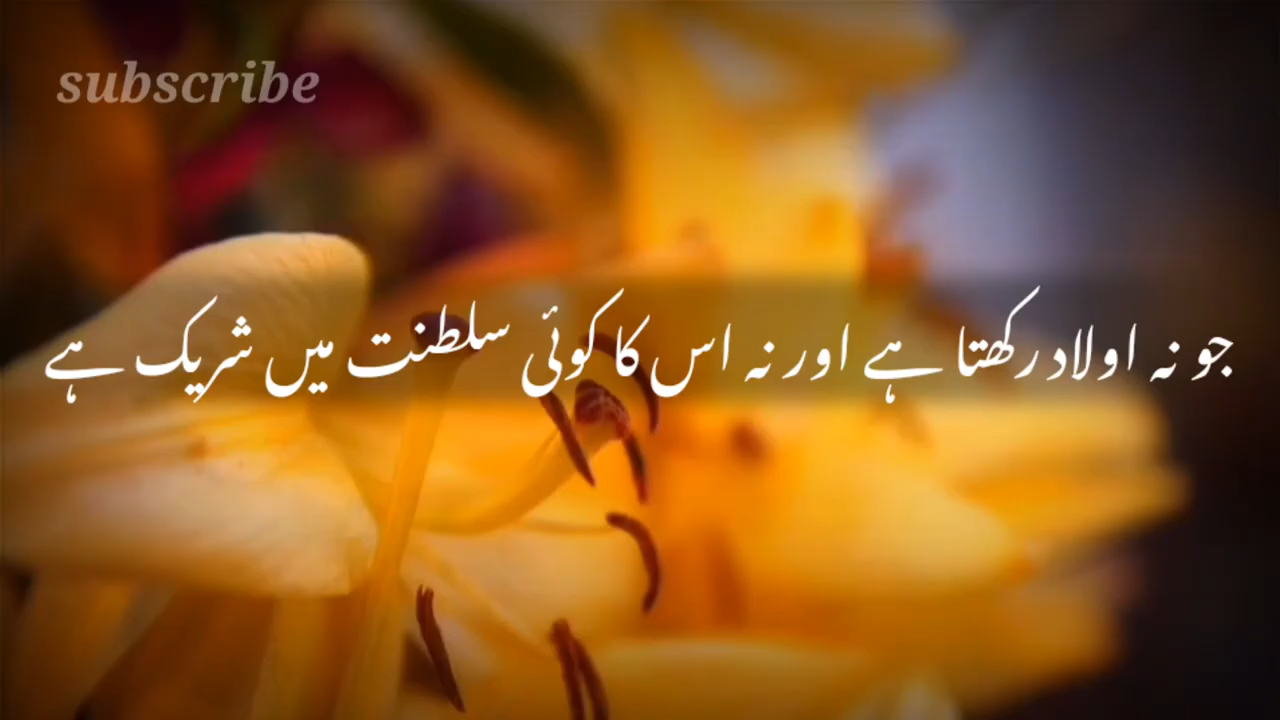 subscribe
جو نہ اولاد رکھتا ہے اور نہ اس کا کوئی سلطنت میں شریک ہے